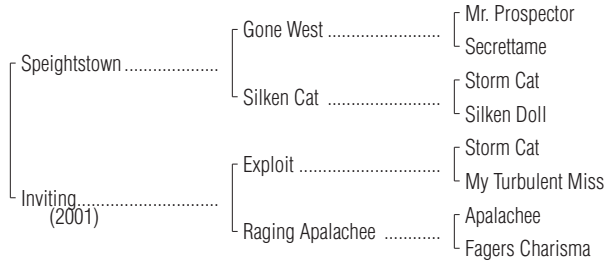 Mr. Prospector
Gone West ........................
Secrettame
Speightstown ....................
Storm Cat
Silken Cat ........................
Silken Doll
Storm Cat
Exploit ..............................
My Turbulent Miss
Inviting..............................
(2001)
Apalachee
Raging Apalachee ............
Fagers Charisma